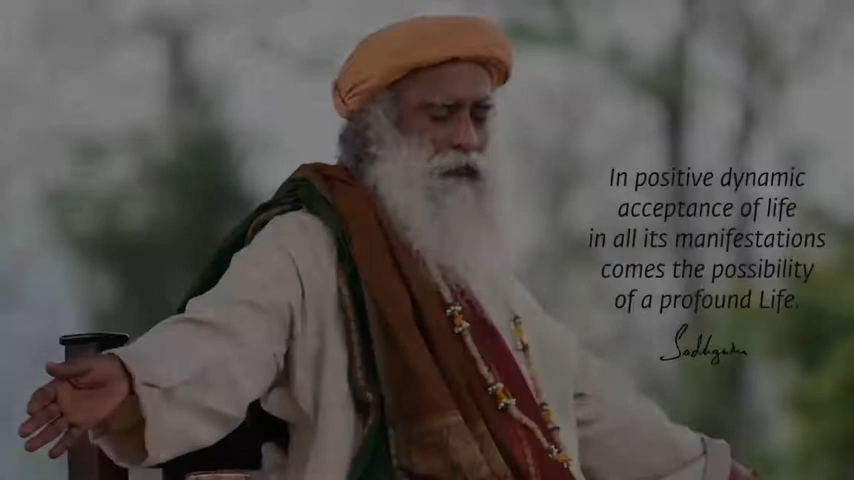 In positive dynamic
acceptance of life
in all its manifestations
comes the possibility
of a profound Life.
Sadhguru